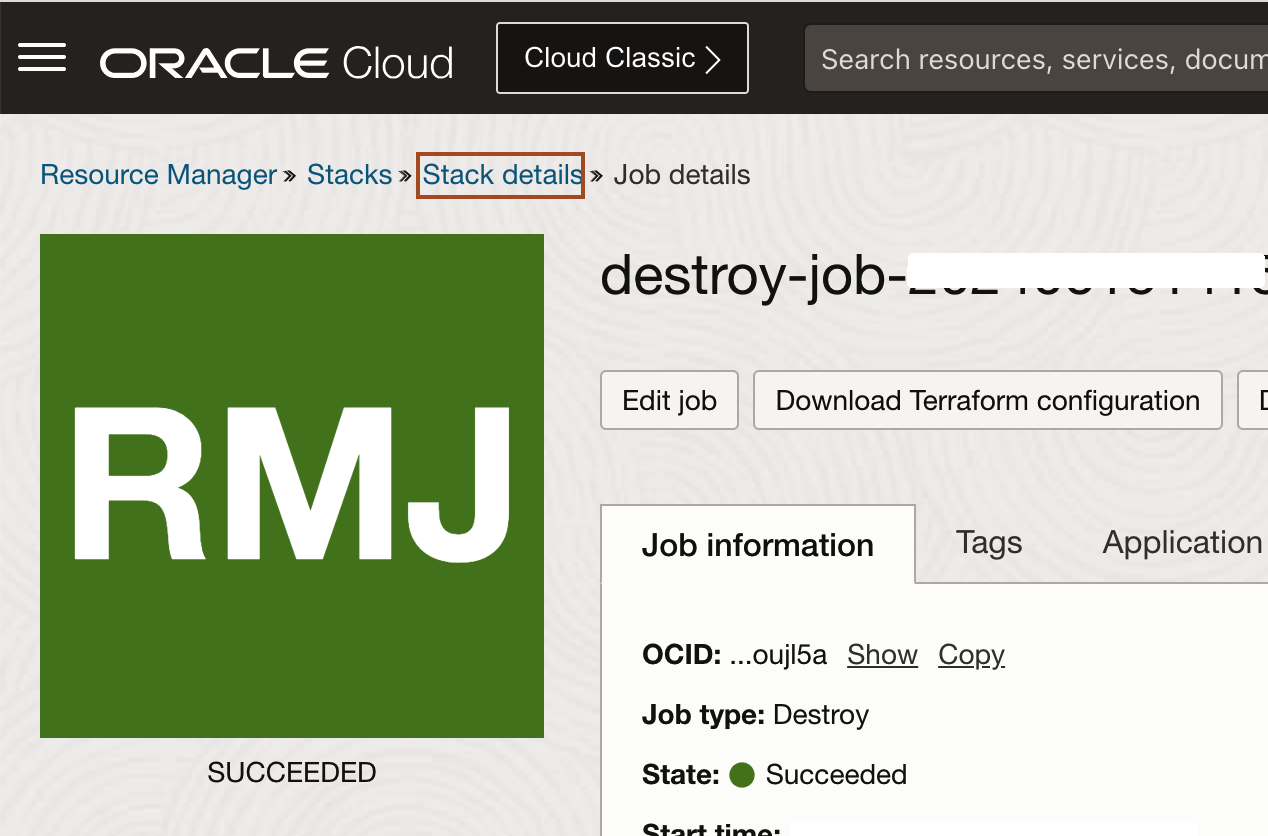 ORACLE Cloud
Cloud Classic
Search resources, services, docum
Resource Manager » Stacks » Stack details » Job details
RMJ
SUCCEEDED
destroy-job-
Edit job
Download Terraform configuration
D
Job information
Tags
Application
OCID: ...oujl5a Show Copy
Job type: Destroy
State: Succeeded
Start time: